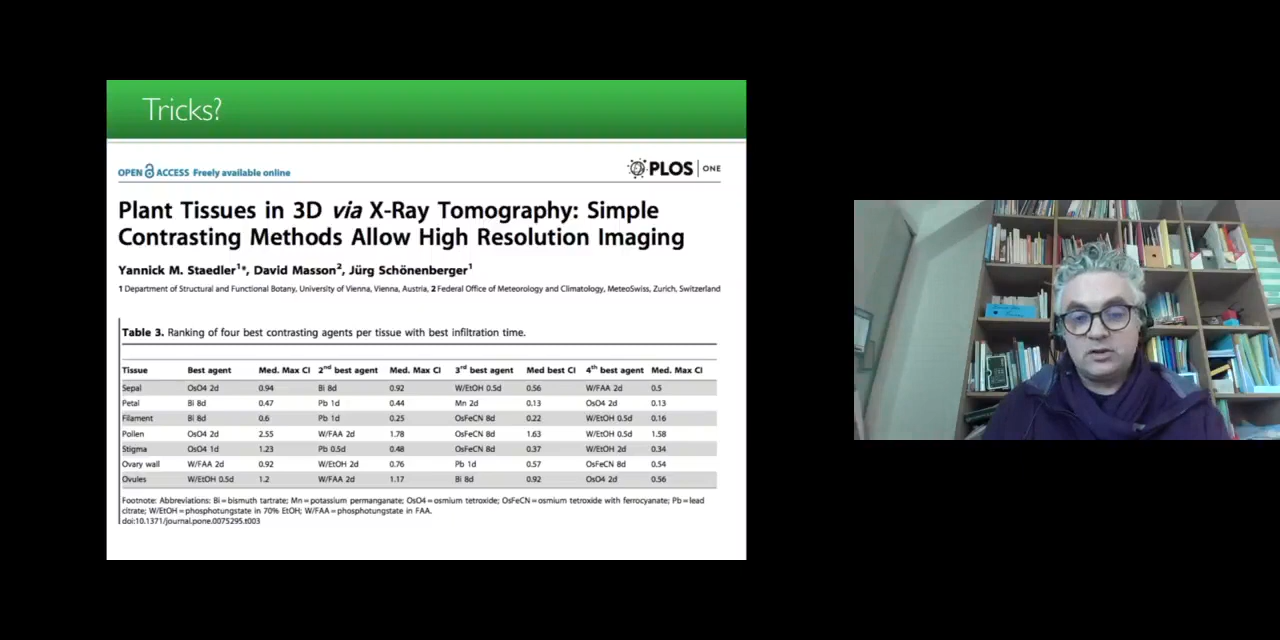 Tricks?
OPEN ACCESS Freely available online
PLOS | ONE
Plant Tissues in 3D via X-Ray Tomography: Simple
Contrasting Methods Allow High Resolution Imaging
Yannick M. Staedler1*, David Masson2, Jürg Schönenberger1
1 Department of Structural and Functional Botany, University of Vienna, Vienna, Austria, 2 Federal Office of Meteorology and Climatology, MeteoSwiss, Zurich, Switzerland
Table 3. Ranking of four best contrasting agents per tissue with best infiltration time.
Tissue Best agent Med. Max CI 2nd best agent Med. Max CI 3rd best agent Med best CI 4th best agent Med. Max CI
Sepal OsO4 2d 0.94 Bi 8d 0.92 W/EtOH 0.5d 0.56 W/FAA 2d 0.5
Petal Bi 8d 0.47 Pb 1d 0.44 Mn 2d 0.13 OsO4 2d 0.13
Filament Bi 8d 0.6 Pb 1d 0.25 OsFeCN 8d 0.22 W/EtOH 0.5d 0.16
Pollen OsO4 2d 2.55 W/FAA 2d 1.78 OsFeCN 8d 1.63 W/EtOH 0.5d 1.58
Stigma OsO4 1d 1.23 Pb 0.5d 0.48 OsFeCN 8d 0.37 W/EtOH 2d 0.34
Ovary wall W/FAA 2d 0.92 W/EtOH 2d 0.76 Pb 1d 0.57 OsFeCN 8d 0.54
Ovules W/EtOH 0.5d 1.2 W/FAA 2d 1.17 Bi 8d 0.92 OsO4 2d 0.56
Footnote: Abbreviations: Bi = bismuth tartrate; Mn = potassium permanganate; OsO4 = osmium tetroxide; OsFeCN = osmium tetroxide with ferrocyanate; Pb = lead
citrate; W/EtOH = phosphotungstate in 70% EtOH; W/FAA = phosphotungstate in FAA.
doi:10.1371/journal.pone.0075295.t003